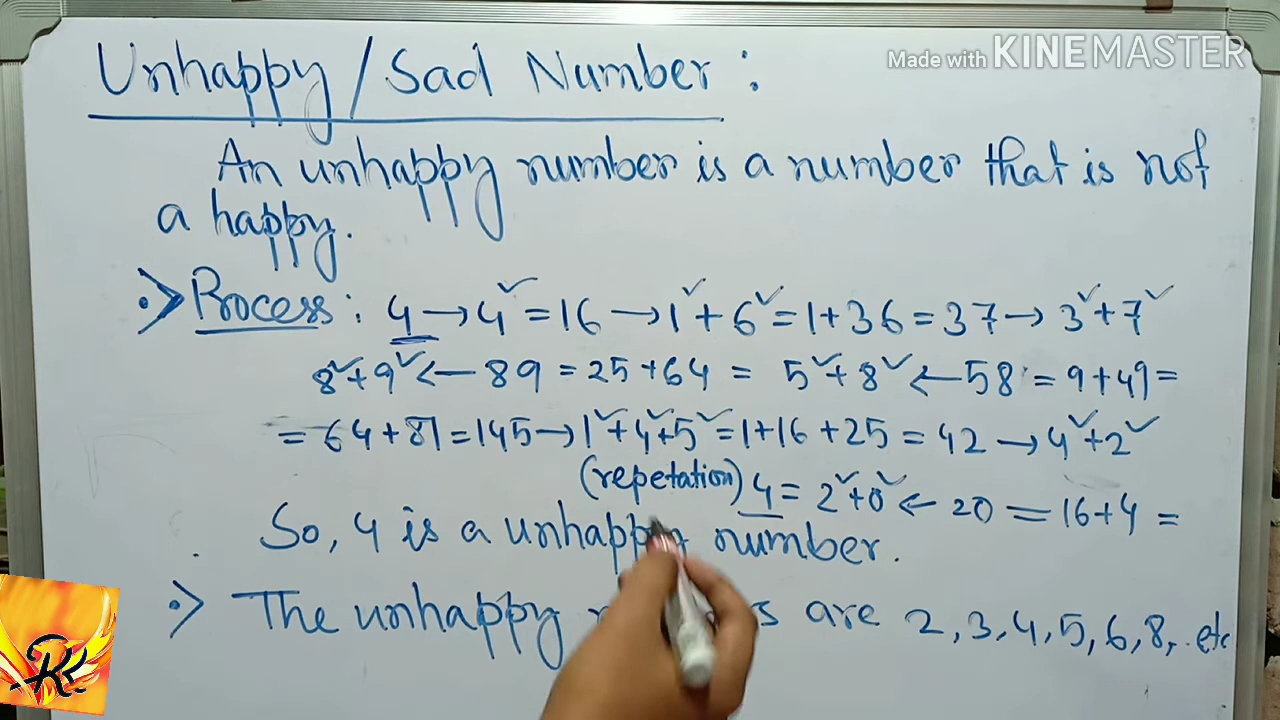 Made with KINEMASTER
Unhappy/Sad Number:
An unhappy number is a number that is not
a happy.
Process: 4 → 4² = 16 → 1² + 6² = 1+36 = 37 → 3² + 7²
8² + 9² ← 89 = 25+64 = 5² + 8² ← 58 = 9+49 =
= 64+81 = 145 → 1² + 4² + 5² = 1+16+25 = 42 → 4² + 2²
(repetation) 4 = 2² + 0² ← 20 = 16+4 =
So, 4 is a unhappy number.
The unhappy are 2, 3, 4, 5, 6, 8, .. etc
RK